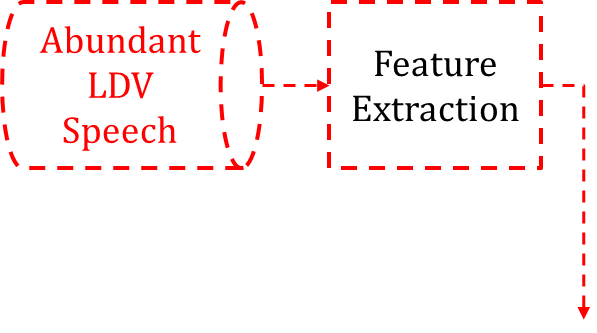 Abundant
LDV
Speech
Feature
Extraction